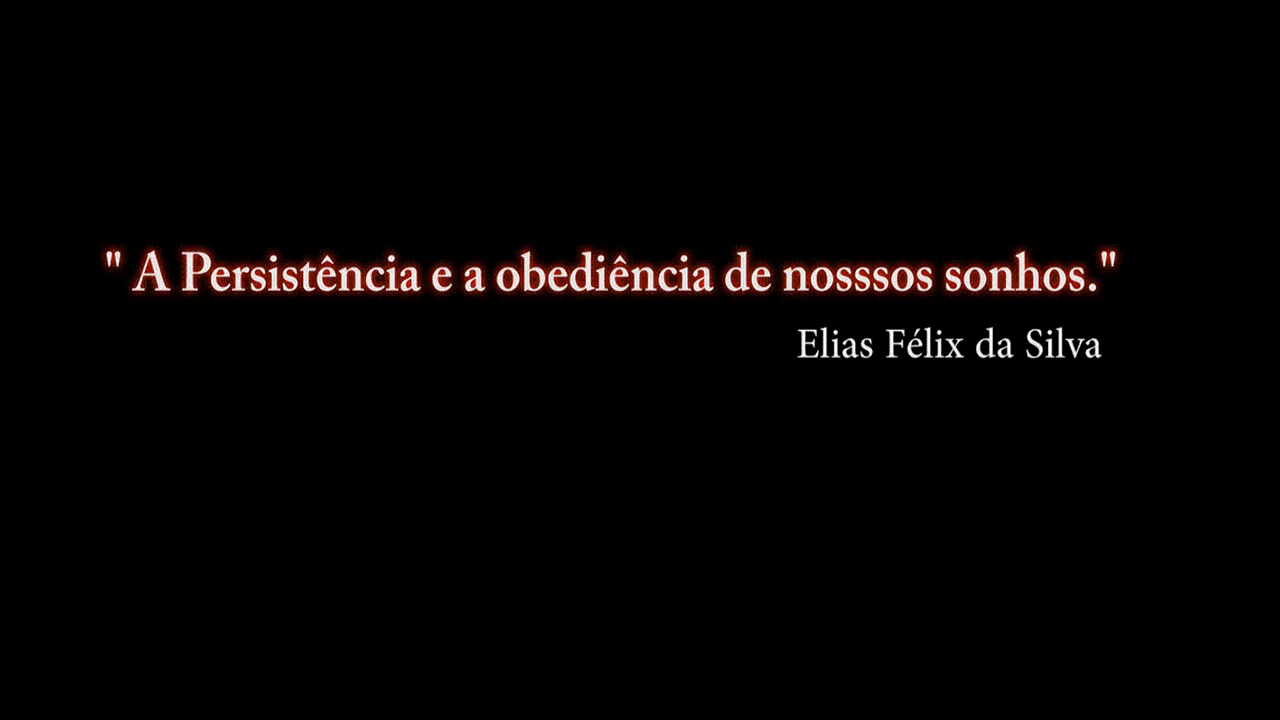 " A Persistência e a obediência de nosssos sonhos."
Elias Félix da Silva